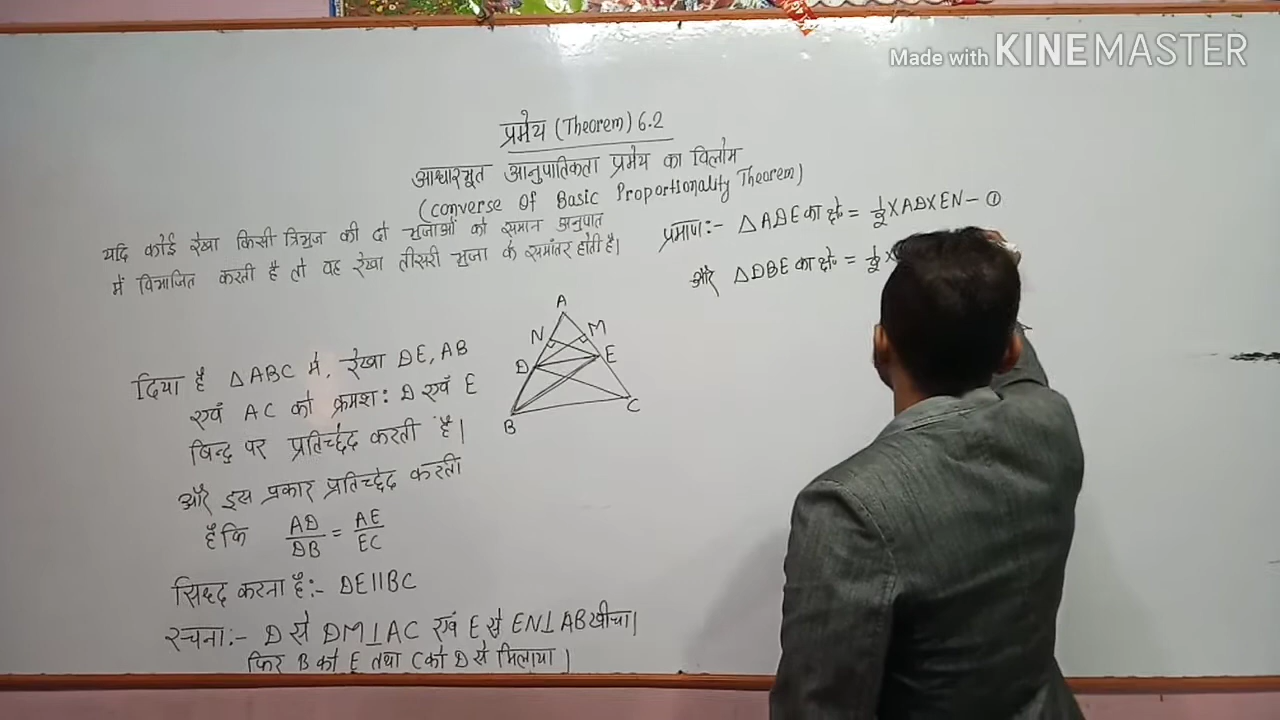 Made with KINEMASTER
प्रमेय (Theorem) 6.2
आधारभूत आनुपातिकता प्रमेय का विलोम
(Converse Of Basic Proportionality Theorem)
यदि कोई रेखा किसी त्रिभुज की दो भुजाओं को समान अनुपात
में विभाजित करती है तो वह रेखा तीसरी भुजा के समांतर होती है।
दिया है △ABC में, रेखा DE, AB
एवं AC को क्रमश: D एवं E
बिन्दु पर प्रतिच्छेद करती है।
और इस प्रकार प्रतिच्छेद करती
है कि AD/DB = AE/EC
सिद्ध करना है:- DE||BC
रचना:- D से DM⊥AC एवं E से EN⊥AB खींचा।
फिर B को E तथा C को D से मिलाया।
A
N M
D E
B C
प्रमाण:- △ADE का क्षे॰ = 1/2 X AD X EN - ①
और △DBE का क्षे॰ = 1/2 X